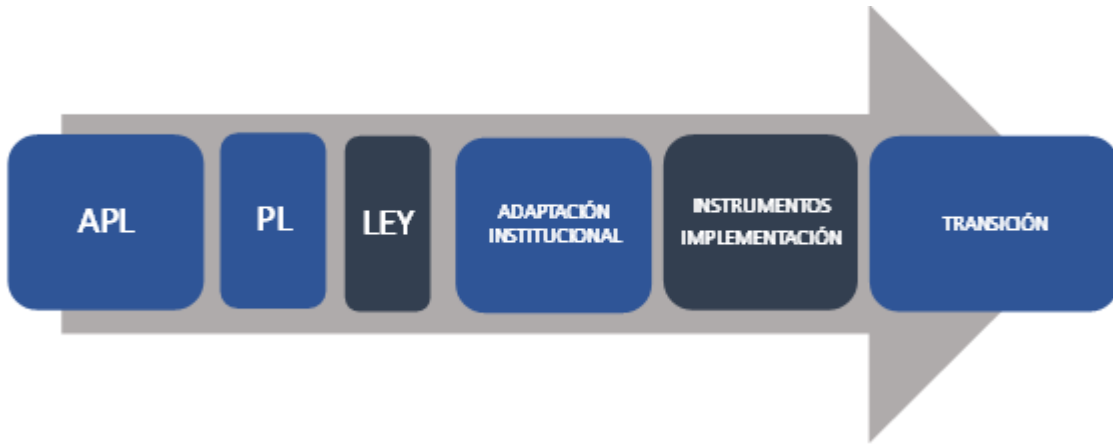 APL
PL
LEY
ADAPTACIÓN
INSTITUCIONAL
INSTRUMENTOS
IMPLEMENTACIÓN
TRANSICIÓN